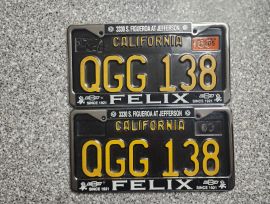 3330 S. FIGUEROA AT JEFFERSON
CALIFORNIA
QGG 138
SINCE 1921
FELIX
SINCE 1921
3330 S. FIGUEROA AT JEFFERSON
CALIFORNIA
QGG 138
SINCE 1921
FELIX
SINCE 1921